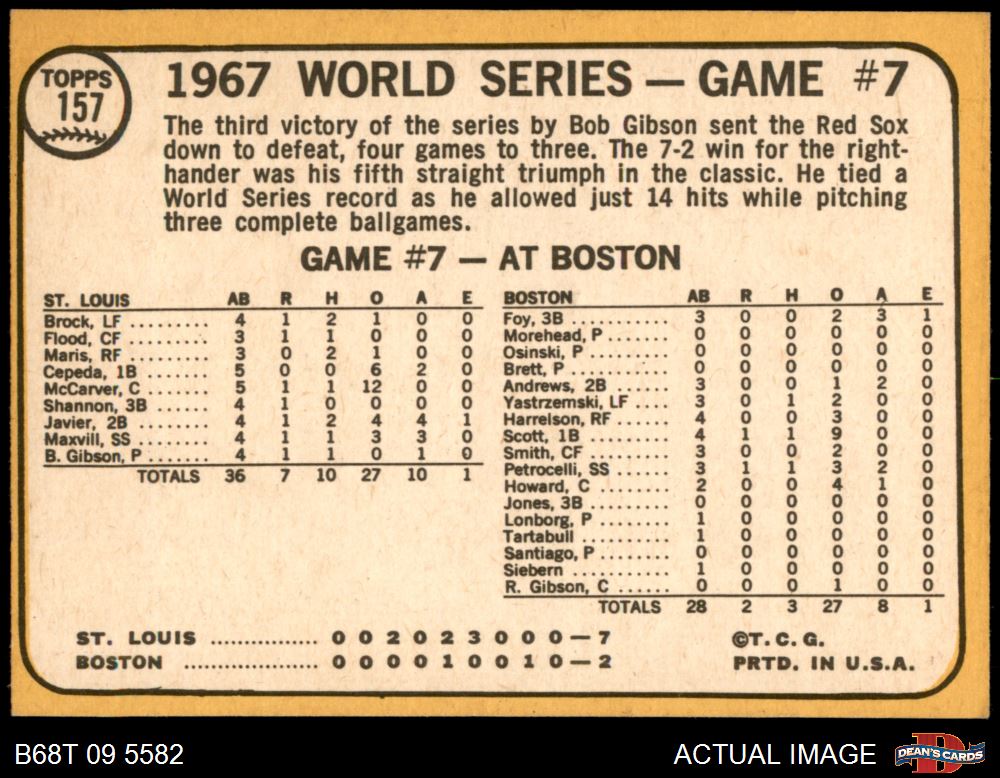 TOPPS
157
1967 WORLD SERIES — GAME #7
The third victory of the series by Bob Gibson sent the Red Sox
down to defeat, four games to three. The 7-2 win for the right-
hander was his fifth straight triumph in the classic. He tied a
World Series record as he allowed just 14 hits while pitching
three complete ballgames.
GAME #7 — AT BOSTON
ST. LOUIS AB R H O A E
Brock, LF ......... 4 1 2 1 0 0
Flood, CF ......... 3 1 1 0 0 0
Maris, RF ......... 3 0 2 1 0 0
Cepeda, 1B ........ 5 0 0 6 2 0
McCarver, C ....... 5 1 1 12 0 0
Shannon, 3B ....... 4 1 0 0 0 0
Javier, 2B ........ 4 1 2 4 4 1
Maxvill, SS ....... 4 1 1 3 3 0
B. Gibson, P ...... 4 1 1 0 1 0
TOTALS 36 7 10 27 10 1
BOSTON AB R H O A E
Foy, 3B ........... 3 0 0 2 3 1
Morehead, P ....... 0 0 0 0 0 0
Osinski, P ........ 0 0 0 0 0 0
Brett, P .......... 0 0 0 0 0 0
Andrews, 2B ....... 3 0 0 1 2 0
Yastrzemski, LF .... 3 0 1 2 0 0
Harrelson, RF ...... 4 0 0 3 0 0
Scott, 1B ......... 4 1 1 9 0 0
Smith, CF ......... 3 0 0 2 0 0
Petrocelli, SS ...... 3 1 1 3 2 0
Howard, C ........ 2 0 0 4 1 0
Jones, 3B ......... 0 0 0 0 0 0
Lonborg, P ........ 1 0 0 0 0 0
Tartabull .......... 1 0 0 0 0 0
Santiago, P ........ 0 0 0 0 0 0
Siebern ........... 1 0 0 0 0 0
R. Gibson, C ...... 0 0 0 1 0 0
TOTALS 28 2 3 27 8 1
ST. LOUIS ................ 0 0 2 0 2 3 0 0 0 — 7
BOSTON .................... 0 0 0 0 1 0 0 1 0 — 2
©T.C.G.
PRTD. IN U.S.A.
B68T 09 5582
ACTUAL IMAGE
DEAN'S CARDS